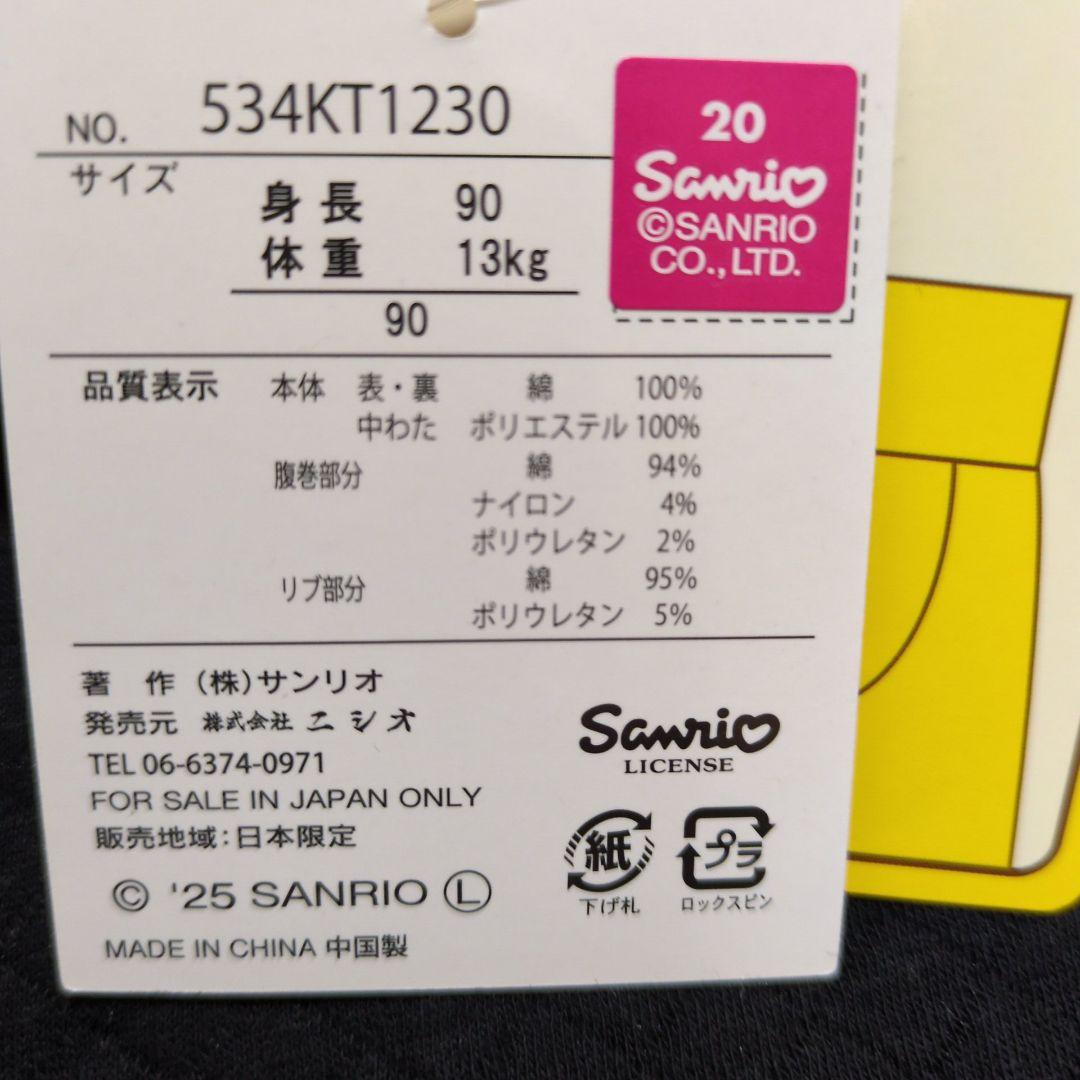 NO. 534KT1230
20
Sanrio
©SANRIO
CO., LTD.
サイズ
身長 90
体重 13kg
90
品質表示 本体 表・裏 綿 100%
中わた ポリエステル 100%
腹巻部分 綿 94%
ナイロン 4%
ポリウレタン 2%
リブ部分 綿 95%
ポリウレタン 5%
著 作 (株)サンリオ
発売元 株式会社 ニシオ
TEL 06-6374-0971
FOR SALE IN JAPAN ONLY
販売地域:日本限定
© '25 SANRIO Ⓛ
MADE IN CHINA 中国製
Sanrio
LICENSE
紙
下げ札
プラ
ロックスピン